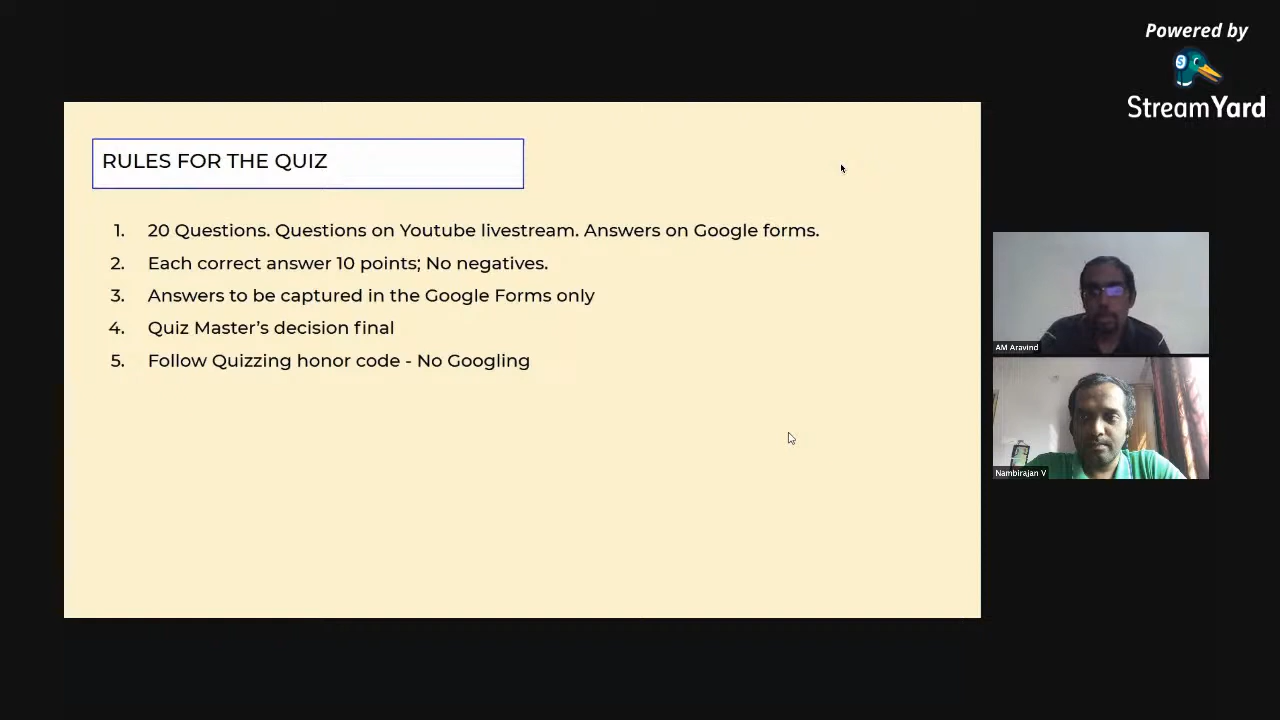 Powered by
StreamYard
RULES FOR THE QUIZ
1. 20 Questions. Questions on Youtube livestream. Answers on Google forms.
2. Each correct answer 10 points; No negatives.
3. Answers to be captured in the Google Forms only
4. Quiz Master’s decision final
5. Follow Quizzing honor code - No Googling
AM Aravind
Nambirajan V